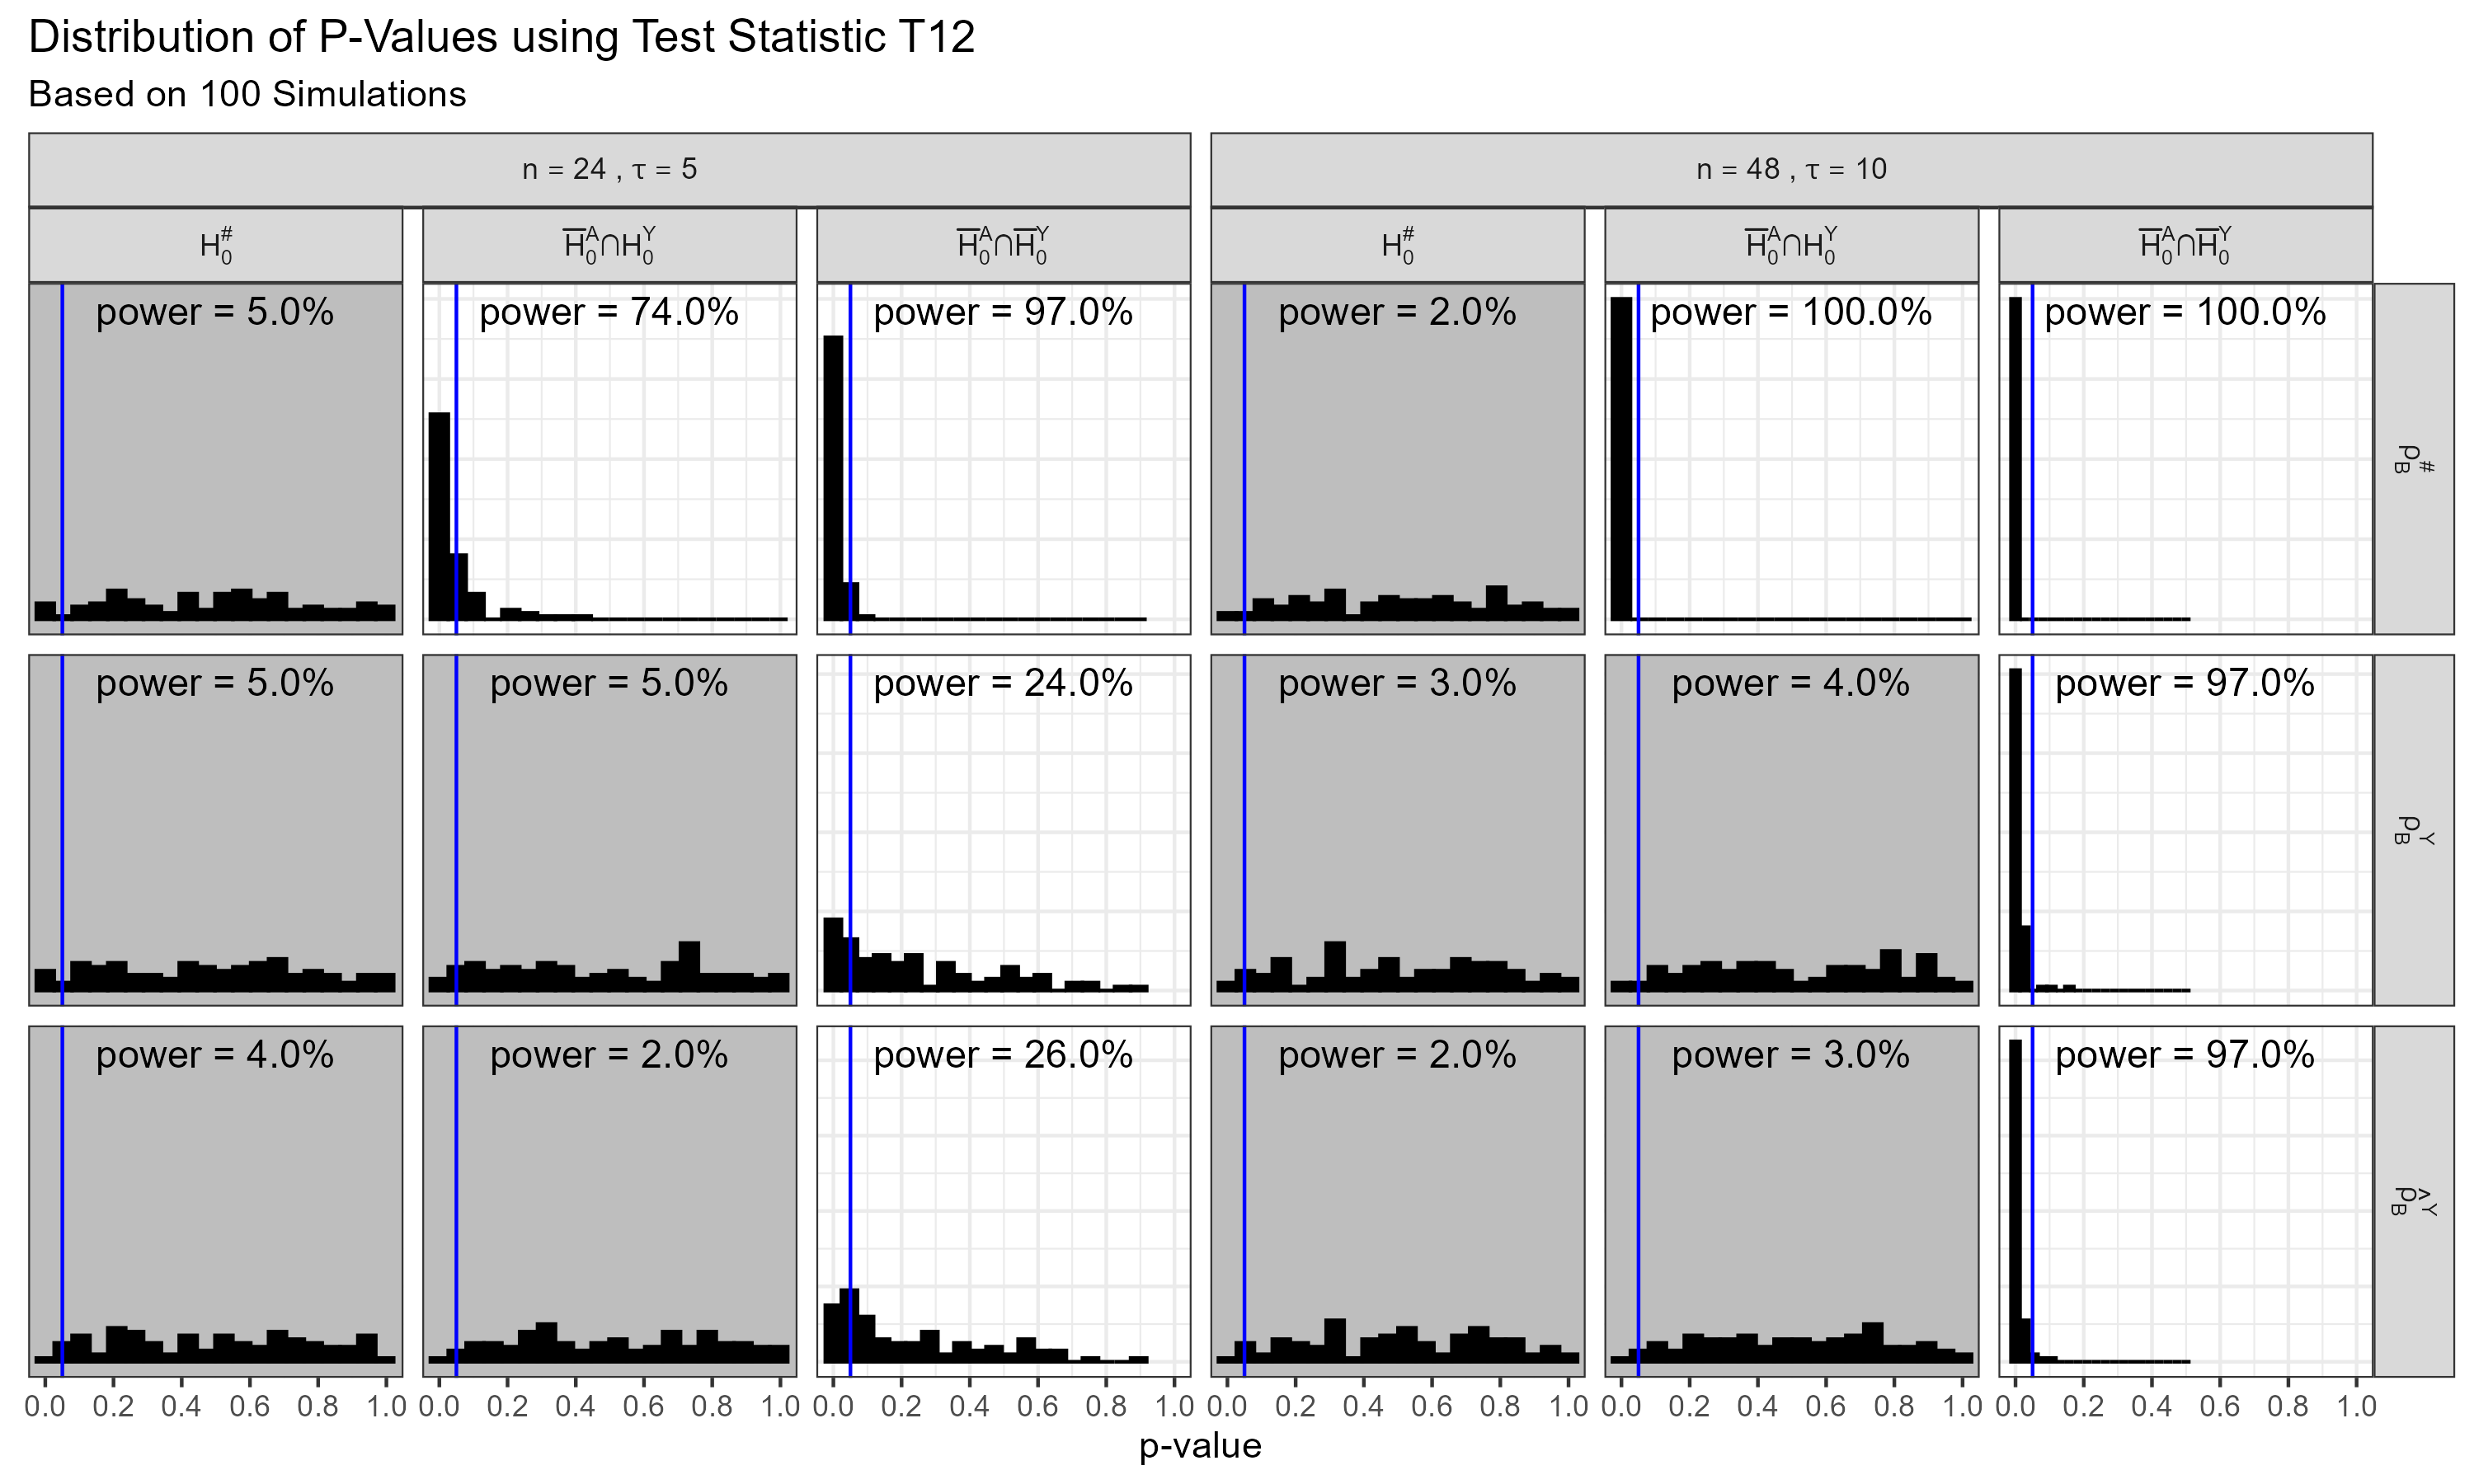 Distribution of P-Values using Test Statistic T12
Based on 100 Simulations
n = 24 , τ = 5
n = 48 , τ = 10
H₀^#
H̅₀^A∩H₀^Y
H̅₀^A∩H̅₀^Y
H₀^#
H̅₀^A∩H₀^Y
H̅₀^A∩H̅₀^Y
power = 5.0%
power = 74.0%
power = 97.0%
power = 2.0%
power = 100.0%
power = 100.0%
p_B^#
power = 5.0%
power = 5.0%
power = 24.0%
power = 3.0%
power = 4.0%
power = 97.0%
p_B^Y
power = 4.0%
power = 2.0%
power = 26.0%
power = 2.0%
power = 3.0%
power = 97.0%
p̂_B^Y
0.0 0.2 0.4 0.6 0.8 1.0 0.0 0.2 0.4 0.6 0.8 1.0 0.0 0.2 0.4 0.6 0.8 1.0 0.0 0.2 0.4 0.6 0.8 1.0 0.0 0.2 0.4 0.6 0.8 1.0 0.0 0.2 0.4 0.6 0.8 1.0
p-value